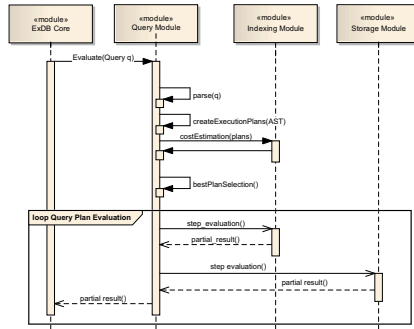 «module»
ExDB Core
«module»
Query Module
«module»
Indexing Module
«module»
Storage Module
Evaluate(Query q)
parse(q)
createExecutionPlans(AST)
costEstimation(plans)
bestPlanSelection()
loop Query Plan Evaluation
step_evaluation()
partial_result()
step evaluation()
partial result()
partial result()